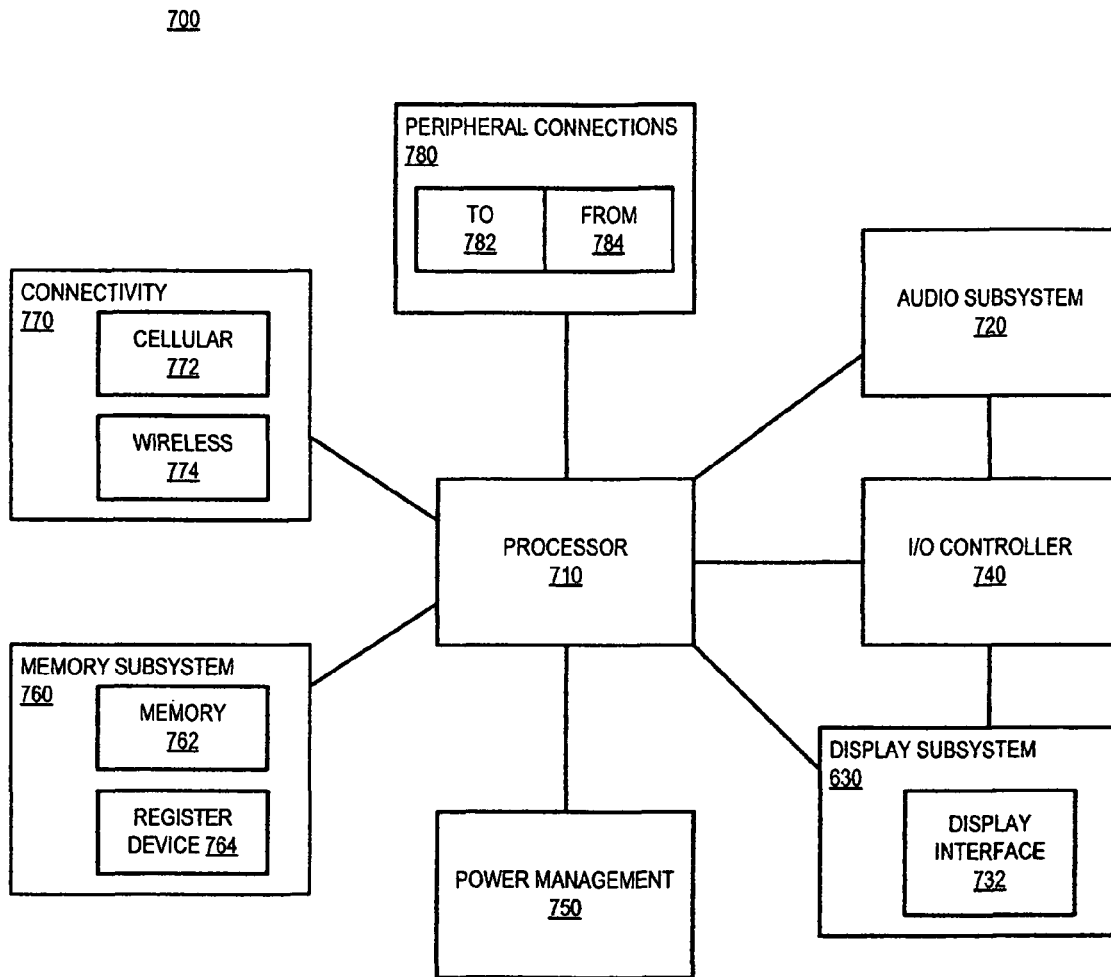 700
PERIPHERAL CONNECTIONS
780
TO
782
FROM
784
CONNECTIVITY
770
CELLULAR
772
WIRELESS
774
AUDIO SUBSYSTEM
720
PROCESSOR
710
I/O CONTROLLER
740
MEMORY SUBSYSTEM
760
MEMORY
762
REGISTER
DEVICE 764
POWER MANAGEMENT
750
DISPLAY SUBSYSTEM
630
DISPLAY
INTERFACE
732